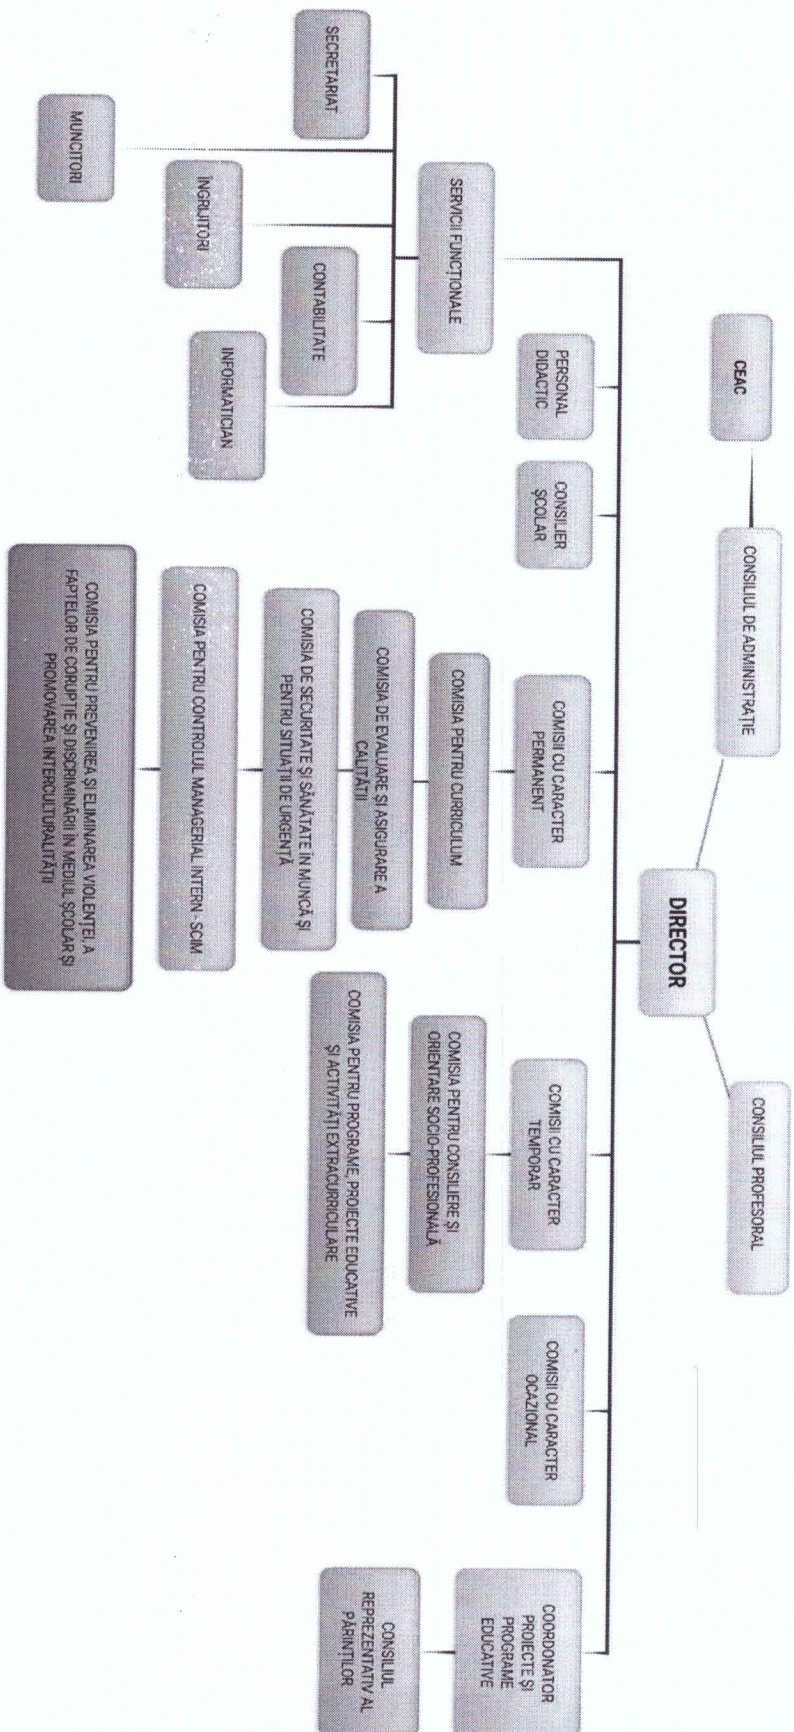 CEAC
CONSILIUL DE ADMINISTRAȚIE
CONSILIUL PROFESORAL
DIRECTOR
SERVICII FUNCȚIONALE
PERSONAL
DIDACTIC
CONSILIER
ȘCOLAR
COMISII CU CARACTER
PERMANENT
COMISII CU CARACTER
TEMPORAR
COMISII CU CARACTER
OCAZIONAL
COORDONATOR
PROIECTE ȘI
PROGRAME
EDUCATIVE
SECRETARIAT
MUNCITORI
ÎNGRIJITORI
CONTABILITATE
INFORMATICIAN
COMISIA PENTRU CURRICULUM
COMISIA DE EVALUARE ȘI ASIGURARE A
CALITĂȚII
COMISIA DE SECURITATE ȘI SĂNĂTATE ÎN MUNCĂ ȘI
PENTRU SITUAȚII DE URGENȚĂ
COMISIA PENTRU CONTROLUL MANAGERIAL INTERN - SCIM
COMISIA PENTRU PREVENIREA ȘI ELIMINAREA VIOLENȚEI, A
FAPTELOR DE CORUPȚIE ȘI DISCRIMINĂRII ÎN MEDIUL ȘCOLAR ȘI
PROMOVAREA INTERCULTURALITĂȚII
COMISIA PENTRU CONSILIERE ȘI
ORIENTARE SOCIO-PROFESIONALĂ
COMISIA PENTRU PROGRAME, PROIECTE EDUCATIVE
ȘI ACTIVITĂȚI EXTRACURRICULARE
CONSILIUL
REPREZENTATIV AL
PĂRINȚILOR